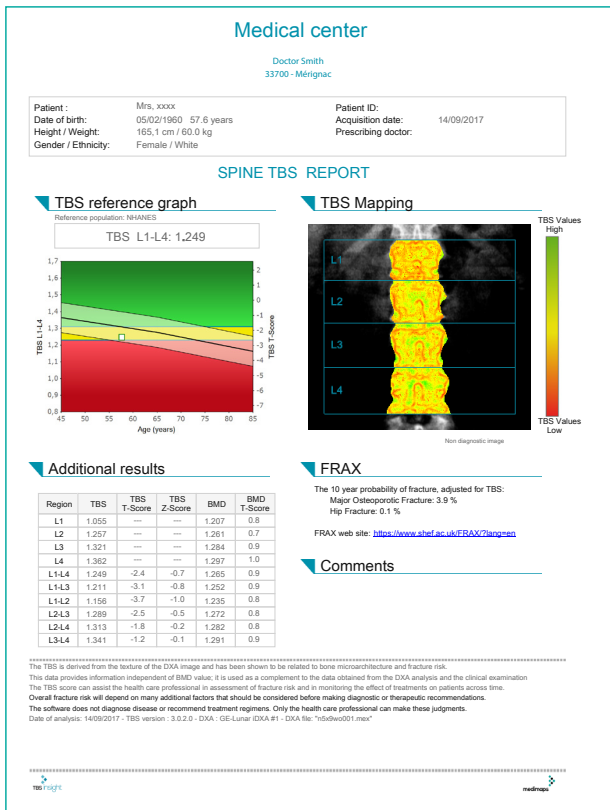 Medical center
Doctor Smith
33700 - Mérignac
Patient : Mrs, xxxx Patient ID:
Date of birth: 05/02/1960 57.6 years Acquisition date: 14/09/2017
Height / Weight: 165,1 cm / 60.0 kg Prescribing doctor:
Gender / Ethnicity: Female / White
SPINE TBS REPORT
TBS reference graph
Reference population: NHANES
TBS L1-L4: 1.249
1,7
1,6
1,5
1,4
1,3
1,2
1,1
1,0
0,9
0,8
TBS L1-L4
2
1
0
-1
-2
-3
-4
-5
-6
-7
TBS T-Score
45 50 55 60 65 70 75 80 85
Age (years)
TBS Mapping
L1
L2
L3
L4
TBS Values
High
TBS Values
Low
Non diagnostic image
Additional results
Region TBS TBS T-Score TBS Z-Score BMD BMD T-Score
L1 1.055 --- --- 1.207 0.8
L2 1.257 --- --- 1.261 0.7
L3 1.321 --- --- 1.284 0.9
L4 1.362 --- --- 1.297 1.0
L1-L4 1.249 -2.4 -0.7 1.265 0.9
L1-L3 1.211 -3.1 -0.8 1.252 0.9
L1-L2 1.156 -3.7 -1.0 1.235 0.8
L2-L3 1.289 -2.5 -0.5 1.272 0.8
L2-L4 1.313 -1.8 -0.2 1.282 0.8
L3-L4 1.341 -1.2 -0.1 1.291 0.9
FRAX
The 10 year probability of fracture, adjusted for TBS:
Major Osteoporotic Fracture: 3.9 %
Hip Fracture: 0.1 %
FRAX web site: https://www.shef.ac.uk/FRAX/?lang=en
Comments
The TBS is derived from the texture of the DXA image and has been shown to be related to bone microarchitecture and fracture risk.
This data provides information independent of BMD value; it is used as a complement to the data obtained from the DXA analysis and the clinical examination
The TBS score can assist the health care professional in assessment of fracture risk and in monitoring the effect of treatments on patients across time.
Overall fracture risk will depend on many additional factors that should be considered before making diagnostic or therapeutic recommendations.
The software does not diagnose disease or recommend treatment regimens. Only the health care professional can make these judgments.
Date of analysis: 14/09/2017 - TBS version : 3.0.2.0 - DXA : GE-Lunar iDXA #1 - DXA file: "n5x9wo001.mex"
TBS insight
medimaps